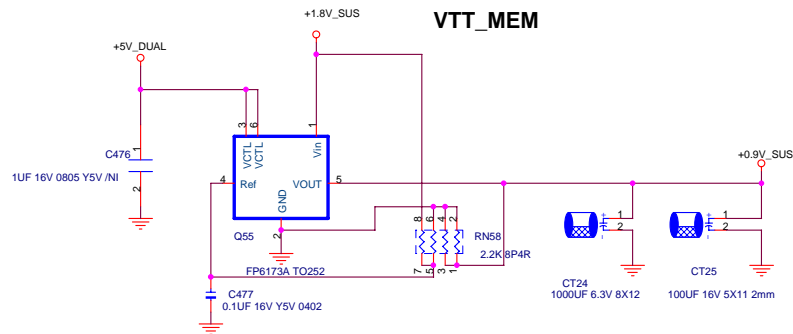 VTT_MEM
+1.8V_SUS
+5V_DUAL
+0.9V_SUS
3
6
1
VCTL
VCTL
Vin
C476
1
2
1UF 16V 0805 Y5V /NI
4
Ref
VOUT
5
GND
2
Q55
FP6173A TO252
8
6
4
2
RN58
2.2K 8P4R
7
5
3
1
C477
0.1UF 16V Y5V 0402
1
2
CT24
1000UF 6.3V 8X12
1
2
CT25
100UF 16V 5X11 2mm